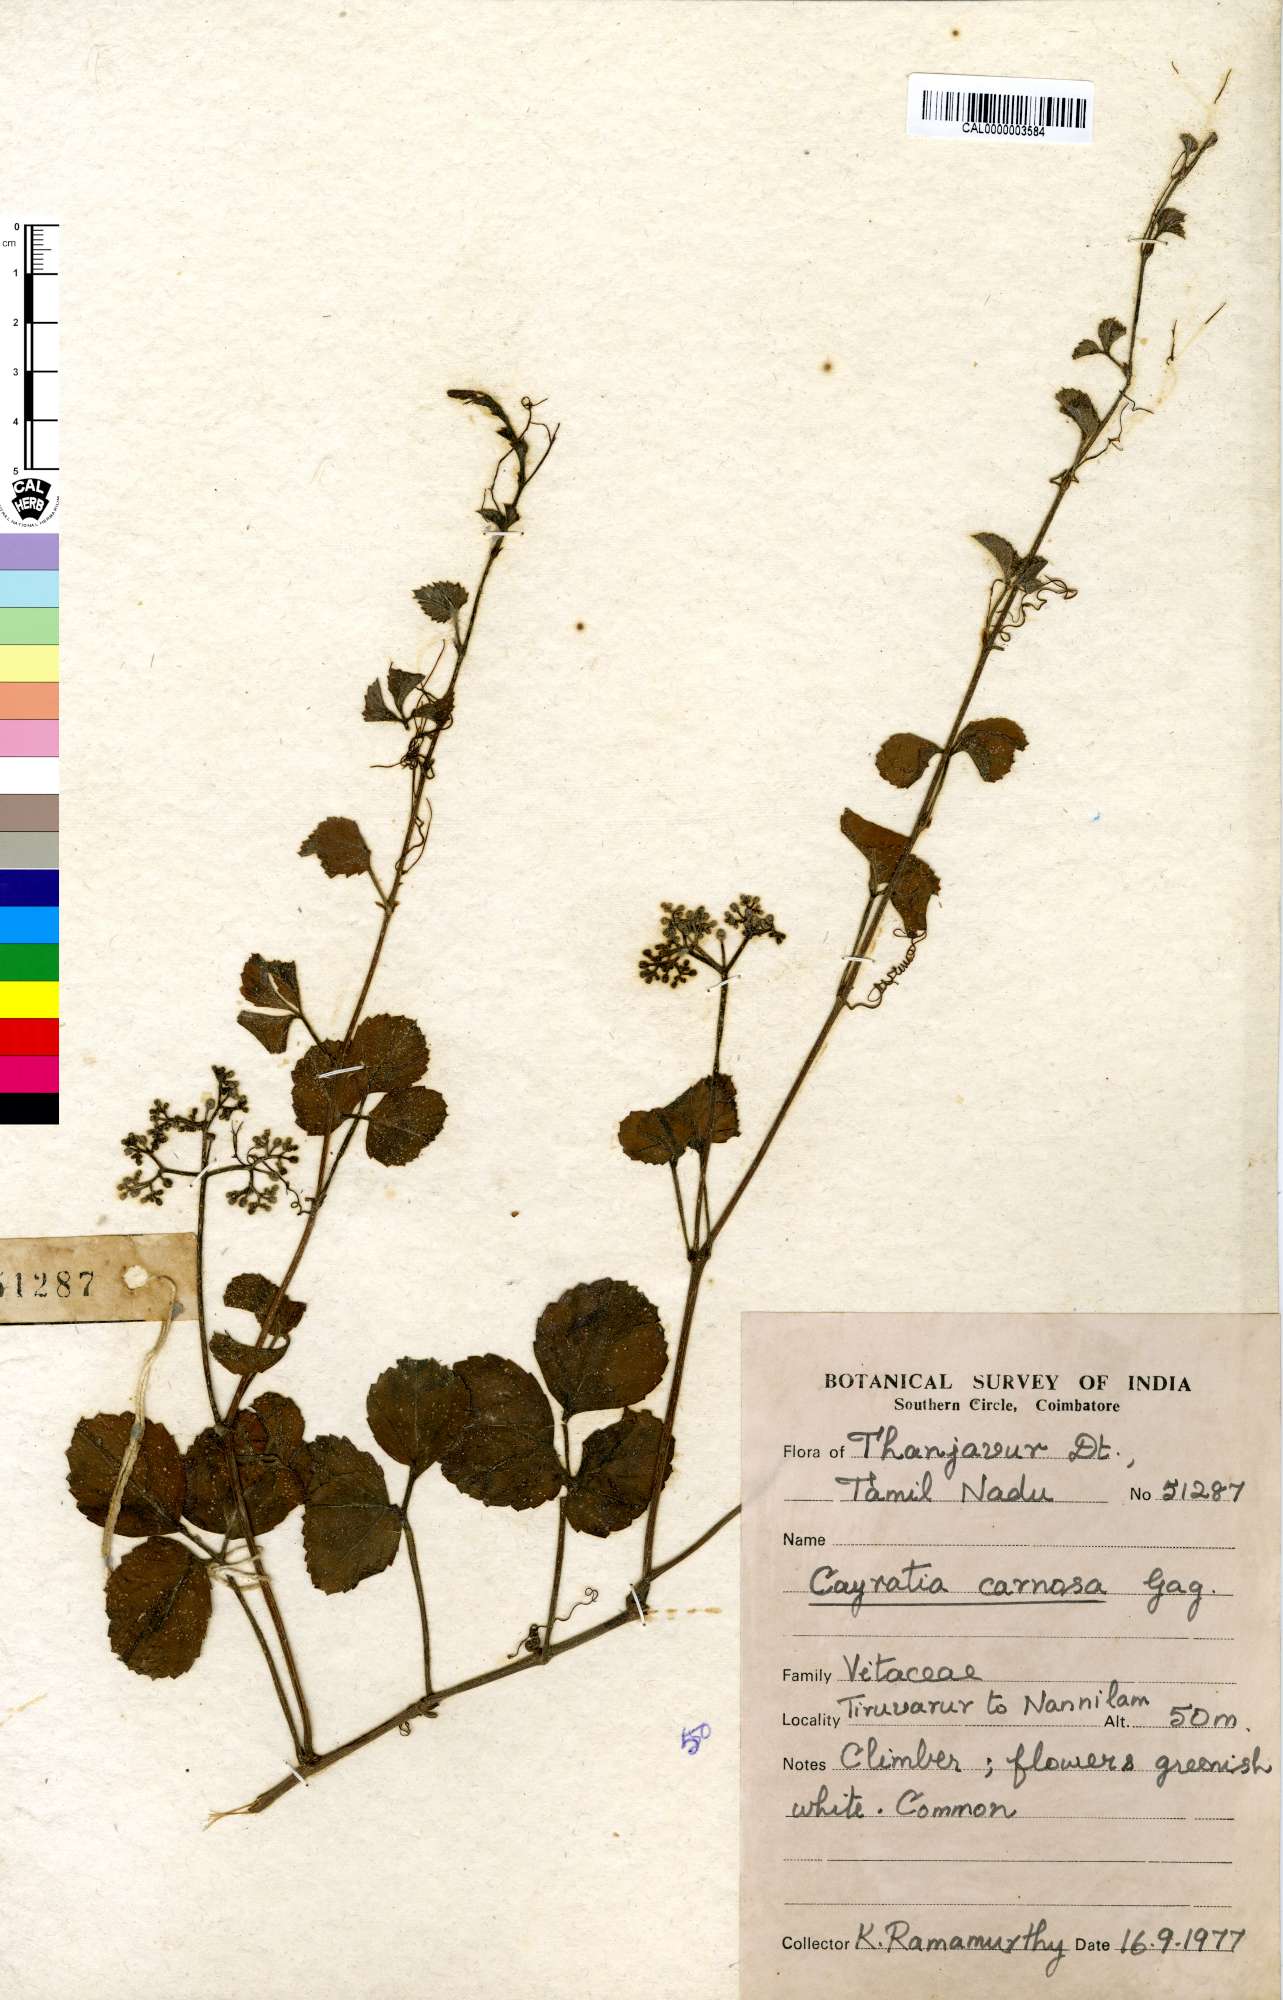 CAL0000003584
0
cm
1
2
3
4
5
CAL
HERB
51287
BOTANICAL SURVEY OF INDIA
Southern Circle, Coimbatore
Flora of Thanjavur Dt.,
Tamil Nadu No 51287
Name
Cayratia carnosa Gag.
Family Vitaceae
Locality Tiruvarur to Nannilam Alt. 50m.
Notes Climber ; flowers greenish
white. Common
Collector K. Ramamurthy Date 16.9.1977
50